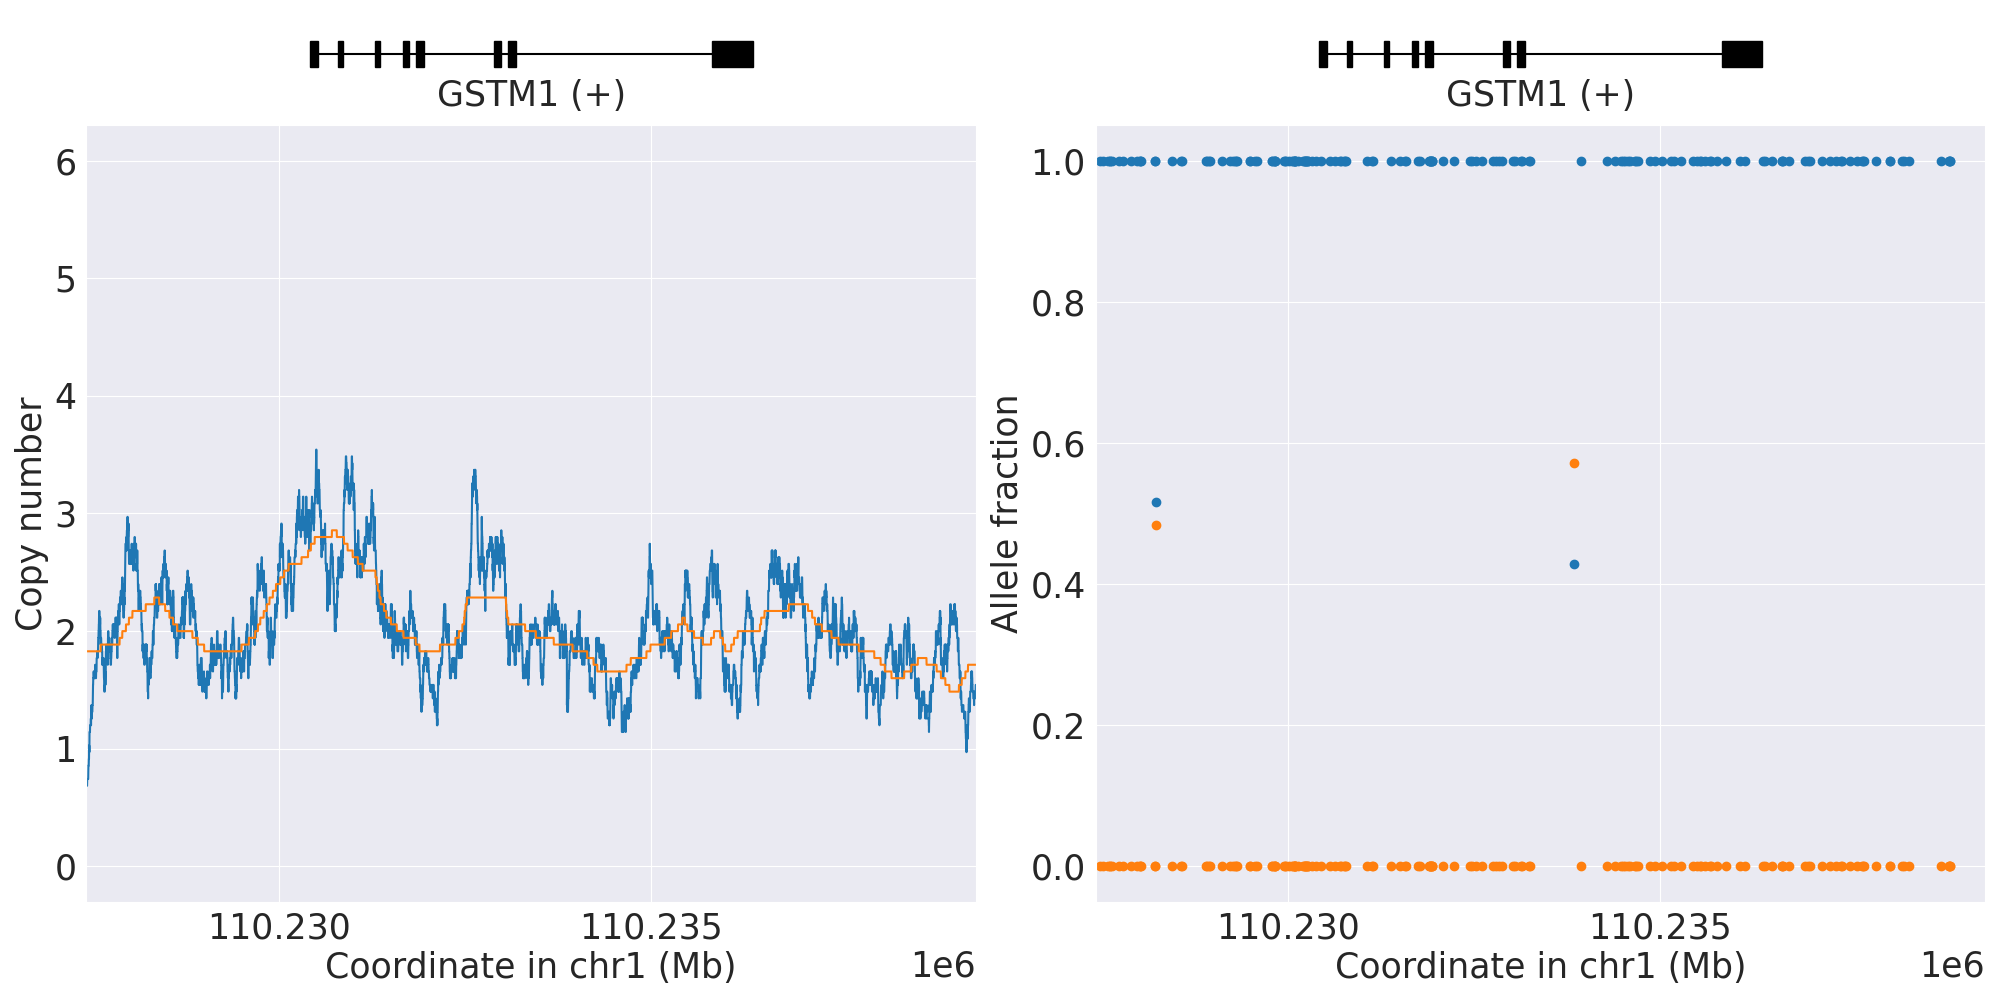 GSTM1 (+)
6
5
4
3
2
1
0
Copy number
110.230
110.235
Coordinate in chr1 (Mb)
1e6
GSTM1 (+)
1.0
0.8
0.6
0.4
0.2
0.0
Allele fraction
110.230
110.235
Coordinate in chr1 (Mb)
1e6